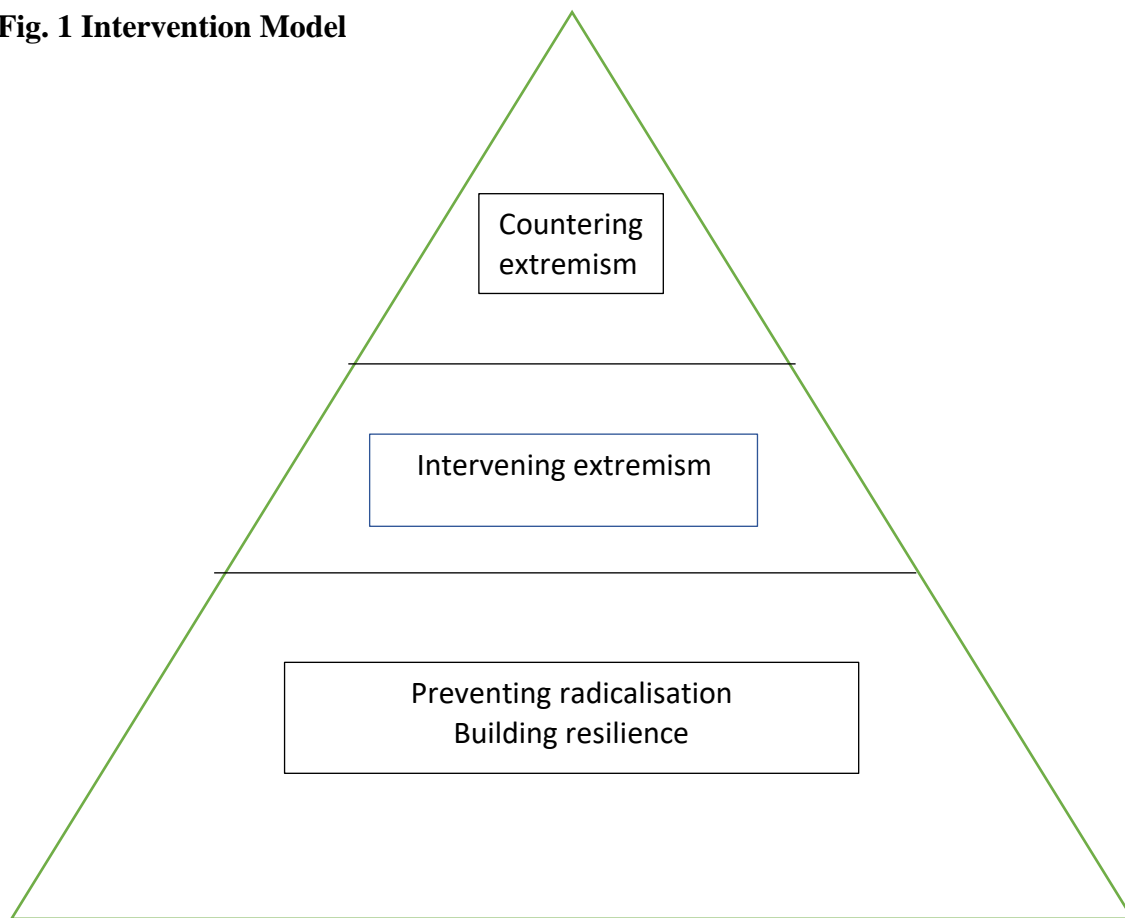 Fig. 1 Intervention Model
Countering
extremism
Intervening extremism
Preventing radicalisation
Building resilience